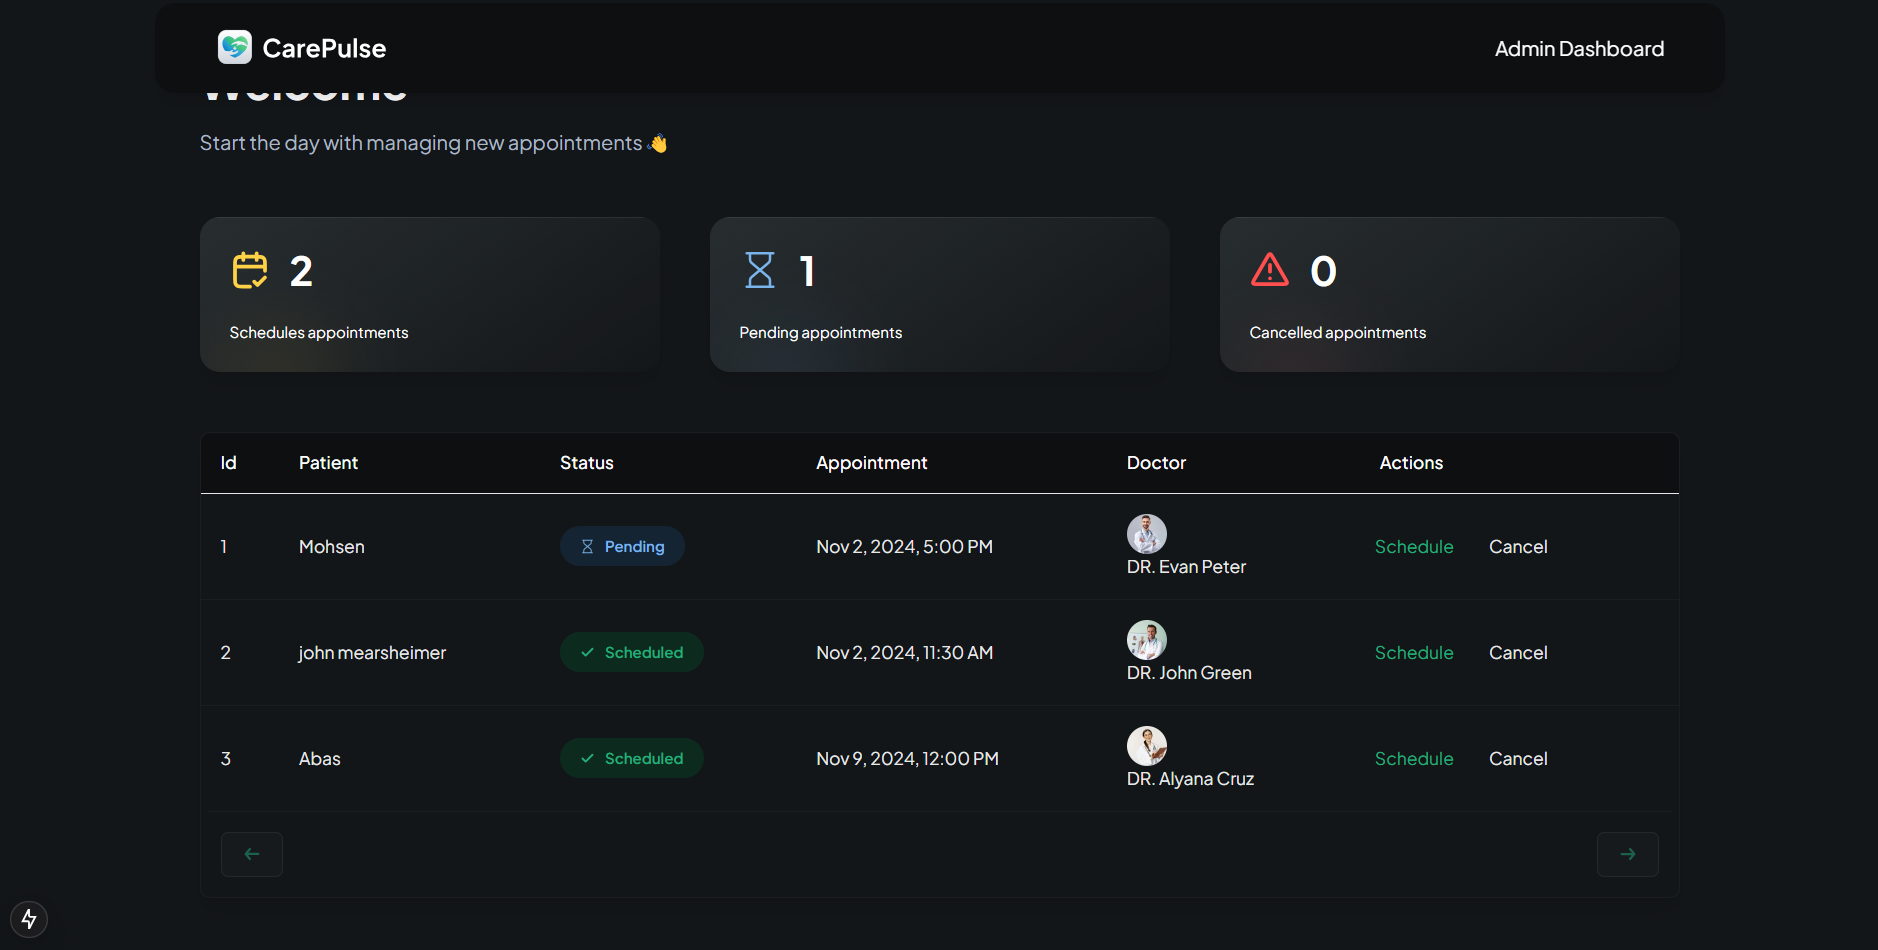 CarePulse
Admin Dashboard
Welcome
Start the day with managing new appointments 👋
2
Schedules appointments
1
Pending appointments
0
Cancelled appointments
Id Patient Status Appointment Doctor Actions
1 Mohsen Pending Nov 2, 2024, 5:00 PM DR. Evan Peter Schedule Cancel
2 john mearsheimer Scheduled Nov 2, 2024, 11:30 AM DR. John Green Schedule Cancel
3 Abas Scheduled Nov 9, 2024, 12:00 PM DR. Alyana Cruz Schedule Cancel